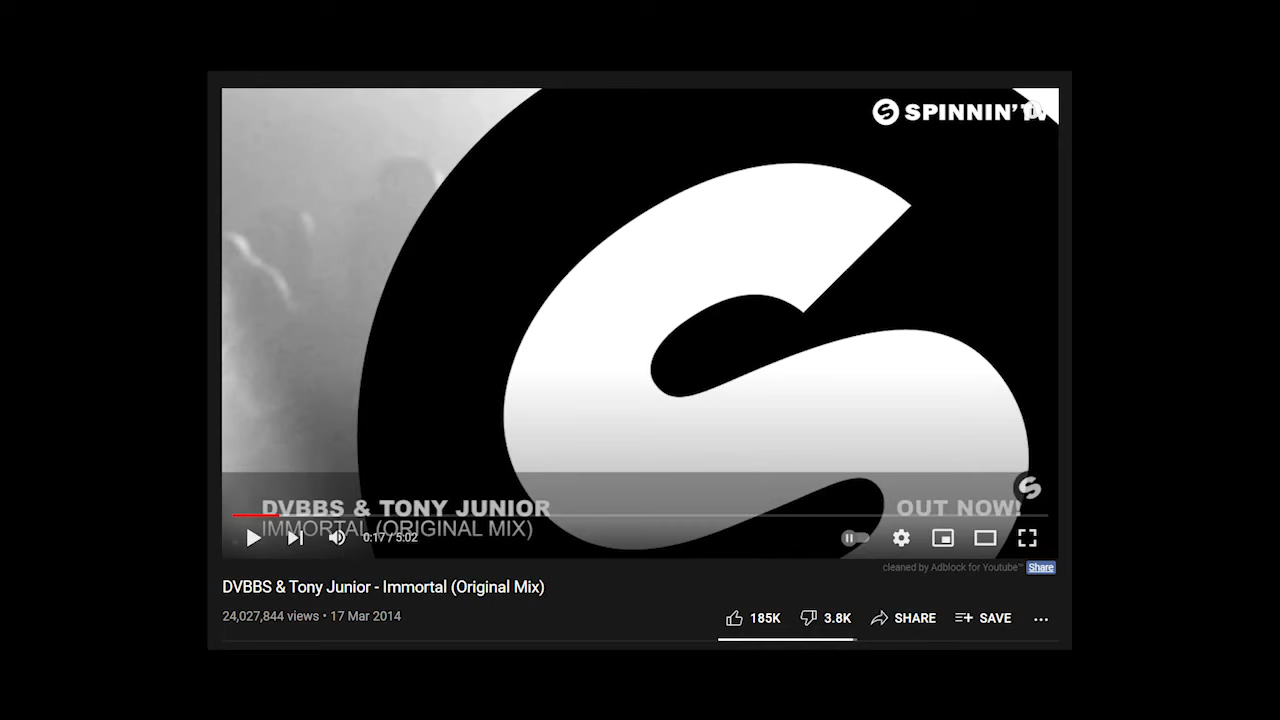 SPINNIN' TV
DVBBS & TONY JUNIOR
OUT NOW!
IMMORTAL (ORIGINAL MIX)
0:17 / 5:02
cleaned by Adblock for Youtube™ Share
DVBBS & Tony Junior - Immortal (Original Mix)
24,027,844 views • 17 Mar 2014
185K
3.8K
SHARE
SAVE